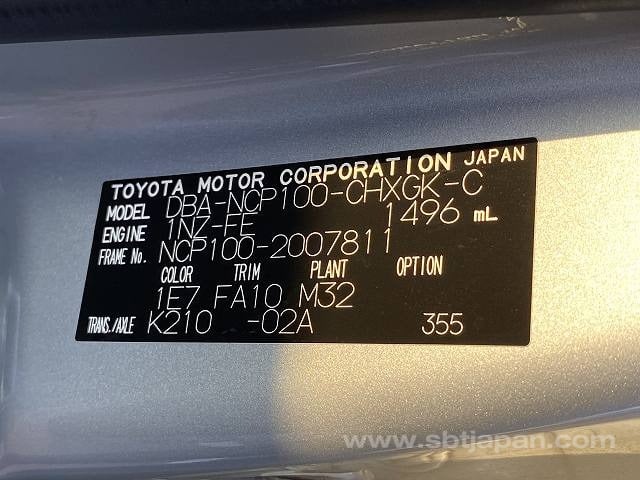 TOYOTA MOTOR CORPORATION JAPAN
MODEL DBA-NCP100-CHXGK-C
ENGINE 1NZ-FE 1496 mL
FRAME No. NCP100-2007811
COLOR TRIM PLANT OPTION
1E7 FA10 M32
TRANS./AXLE K210 -02A 355
www.sbtjapan.com